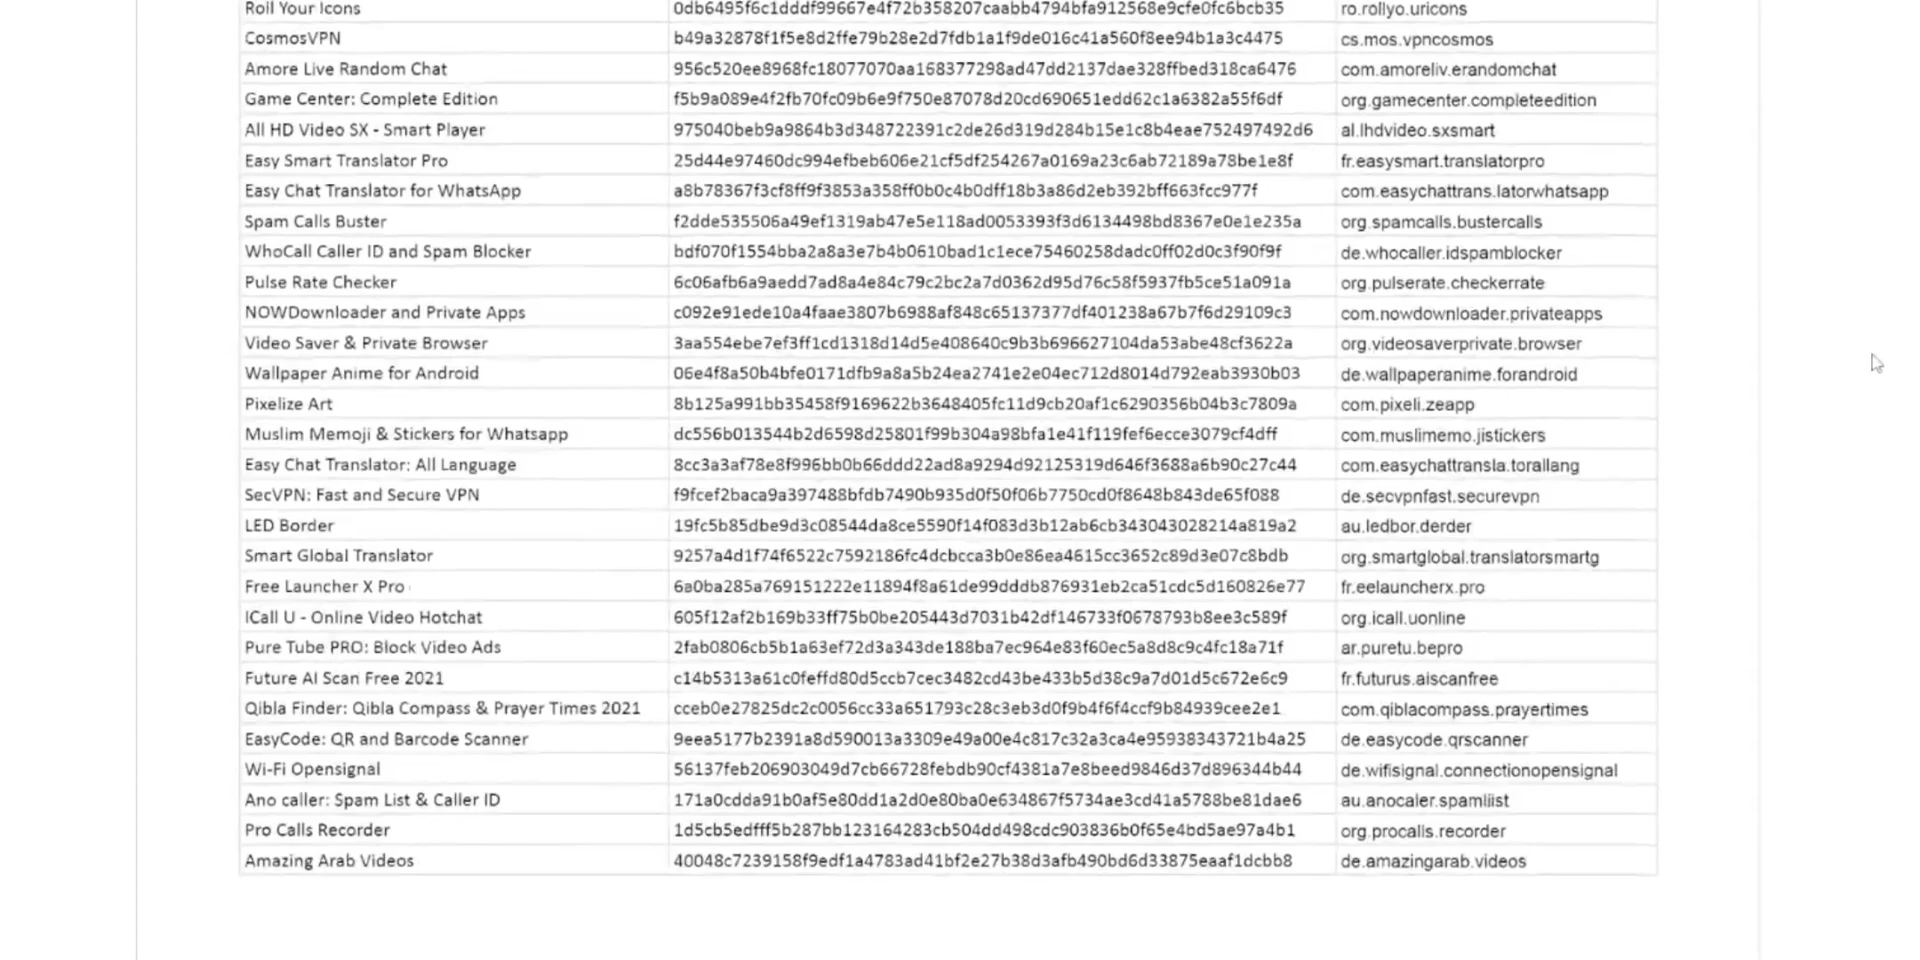 Roll Your Icons 0db6495f6c1dddf99667e4f72b358207caabb4794bfa912568e9cfe0fc6bcb35 ro.rollyo.uricons
CosmosVPN b49a32878f1f5e8d2ffe79b28e2d7fdb1a1f9de016c41a560f8ee94b1a3c4475 cs.mos.vpncosmos
Amore Live Random Chat 956c520ee8968fc18077070aa168377298ad47dd2137dae328ffbed318ca6476 com.amoreliv.erandomchat
Game Center: Complete Edition f5b9a089e4f2fb70fc09b6e9f750e87078d20cd690651edd62c1a6382a55f6df org.gamecenter.completeedition
All HD Video SX - Smart Player 975040beb9a9864b3d348722391c2de26d319d284b15e1c8b4eae752497492d6 al.lhdvideo.sxsmart
Easy Smart Translator Pro 25d44e97460dc994efbeb606e21cf5df254267a0169a23c6ab72189a78be1e8f fr.easysmart.translatorpro
Easy Chat Translator for WhatsApp a8b78367f3cf8ff9f3853a358ff0b0c4b0dff18b3a86d2eb392bff663fcc977f com.easychattrans.latorwhatsapp
Spam Calls Buster f2dde535506a49ef1319ab47e5e118ad0053393f3d6134498bd8367e0e1e235a org.spamcalls.bustercalls
WhoCall Caller ID and Spam Blocker bdf070f1554bba2a8a3e7b4b0610bad1c1ece75460258dadc0ff02d0c3f90f9f de.whocaller.idspamblocker
Pulse Rate Checker 6c06afb6a9aedd7ad8a4e84c79c2bc2a7d0362d95d76c58f5937fb5ce51a091a org.pulserate.checkerrate
NOWDownloader and Private Apps c092e91ede10a4faae3807b6988af848c65137377df401238a67b7f6d29109c3 com.nowdownloader.privateapps
Video Saver & Private Browser 3aa554ebe7ef3ff1cd1318d14d5e408640c9b3b696627104da53abe48cf3622a org.videosaverprivate.browser
Wallpaper Anime for Android 06e4f8a50b4bfe0171dfb9a8a5b24ea2741e2e04ec712d8014d792eab3930b03 de.wallpaperanime.forandroid
Pixelize Art 8b125a991bb35458f9169622b3648405fc11d9cb20af1c6290356b04b3c7809a com.pixeli.zeapp
Muslim Memoji & Stickers for Whatsapp dc556b013544b2d6598d25801f99b304a98bfa1e41f119fef6ecce3079cf4dff com.muslimemo.jistickers
Easy Chat Translator: All Language 8cc3a3af78e8f996bb0b66ddd22ad8a9294d92125319d646f3688a6b90c27c44 com.easychattransla.torallang
SecVPN: Fast and Secure VPN f9fcef2baca9a397488bfdb7490b935d0f50f06b7750cd0f8648b843de65f088 de.secvpnfast.securevpn
LED Border 19fc5b85dbe9d3c08544da8ce5590f14f083d3b12ab6cb343043028214a819a2 au.ledbor.derder
Smart Global Translator 9257a4d1f74f6522c7592186fc4dcbcca3b0e86ea4615cc3652c89d3e07c8bdb org.smartglobal.translatorsmartg
Free Launcher X Pro 6a0ba285a769151222e11894f8a61de99dddb876931eb2ca51cdc5d160826e77 fr.eelauncherx.pro
ICall U - Online Video Hotchat 605f12af2b169b33ff75b0be205443d7031b42df146733f0678793b8ee3c589f org.icall.uonline
Pure Tube PRO: Block Video Ads 2fab0806cb5b1a63ef72d3a343de188ba7ec964e83f60ec5a8d8c9c4fc18a71f ar.puretu.bepro
Future AI Scan Free 2021 c14b5313a61c0feffd80d5ccb7cec3482cd43be433b5d38c9a7d01d5c672e6c9 fr.futurus.aiscanfree
Qibla Finder: Qibla Compass & Prayer Times 2021 cceb0e27825dc2c0056cc33a651793c28c3eb3d0f9b4f6f4ccf9b84939cee2e1 com.qiblacompass.prayertimes
EasyCode: QR and Barcode Scanner 9eea5177b2391a8d590013a3309e49a00e4c817c32a3ca4e95938343721b4a25 de.easycode.qrscanner
Wi-Fi Opensignal 56137feb206903049d7cb66728febdb90cf4381a7e8beed9846d37d896344b44 de.wifisignal.connectionopensignal
Ano caller: Spam List & Caller ID 171a0cdda91b0af5e80dd1a2d0e80ba0e634867f5734ae3cd41a5788be81dae6 au.anocaler.spamliist
Pro Calls Recorder 1d5cb5edfff5b287bb123164283cb504dd498cdc903836b0f65e4bd5ae97a4b1 org.procalls.recorder
Amazing Arab Videos 40048c7239158f9edf1a4783ad41bf2e27b38d3afb490bd6d33875eaaf1dcbb8 de.amazingarab.videos